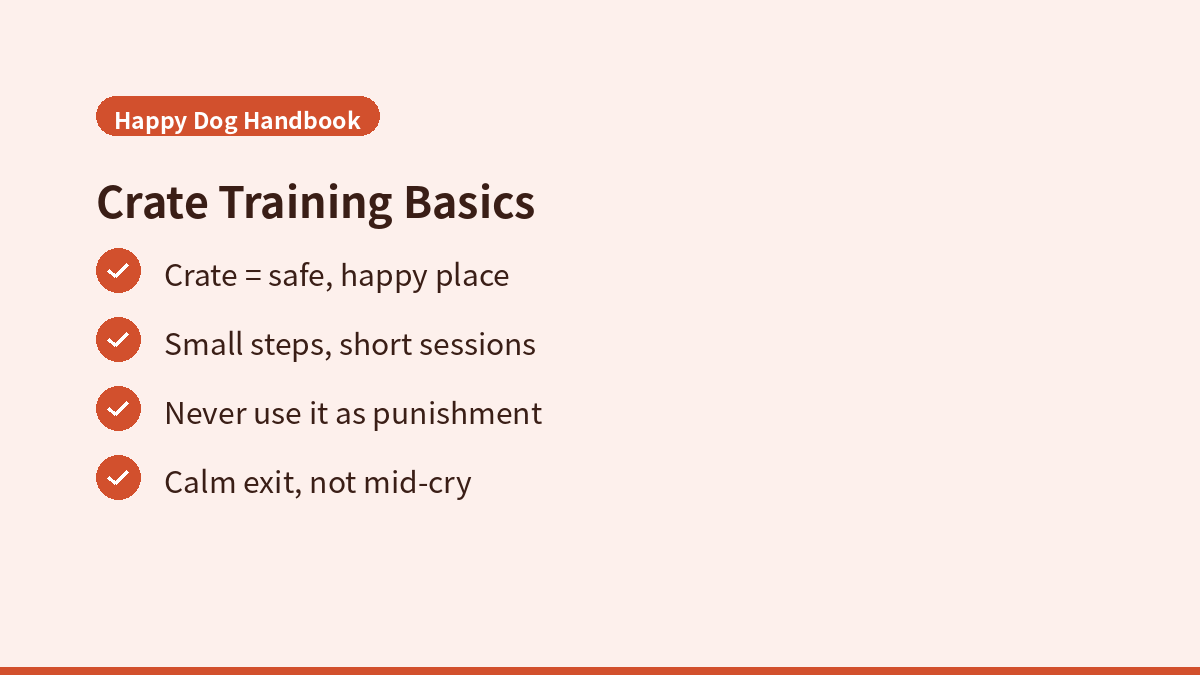 Happy Dog Handbook
Crate Training Basics
Crate = safe, happy place
Small steps, short sessions
Never use it as punishment
Calm exit, not mid-cry